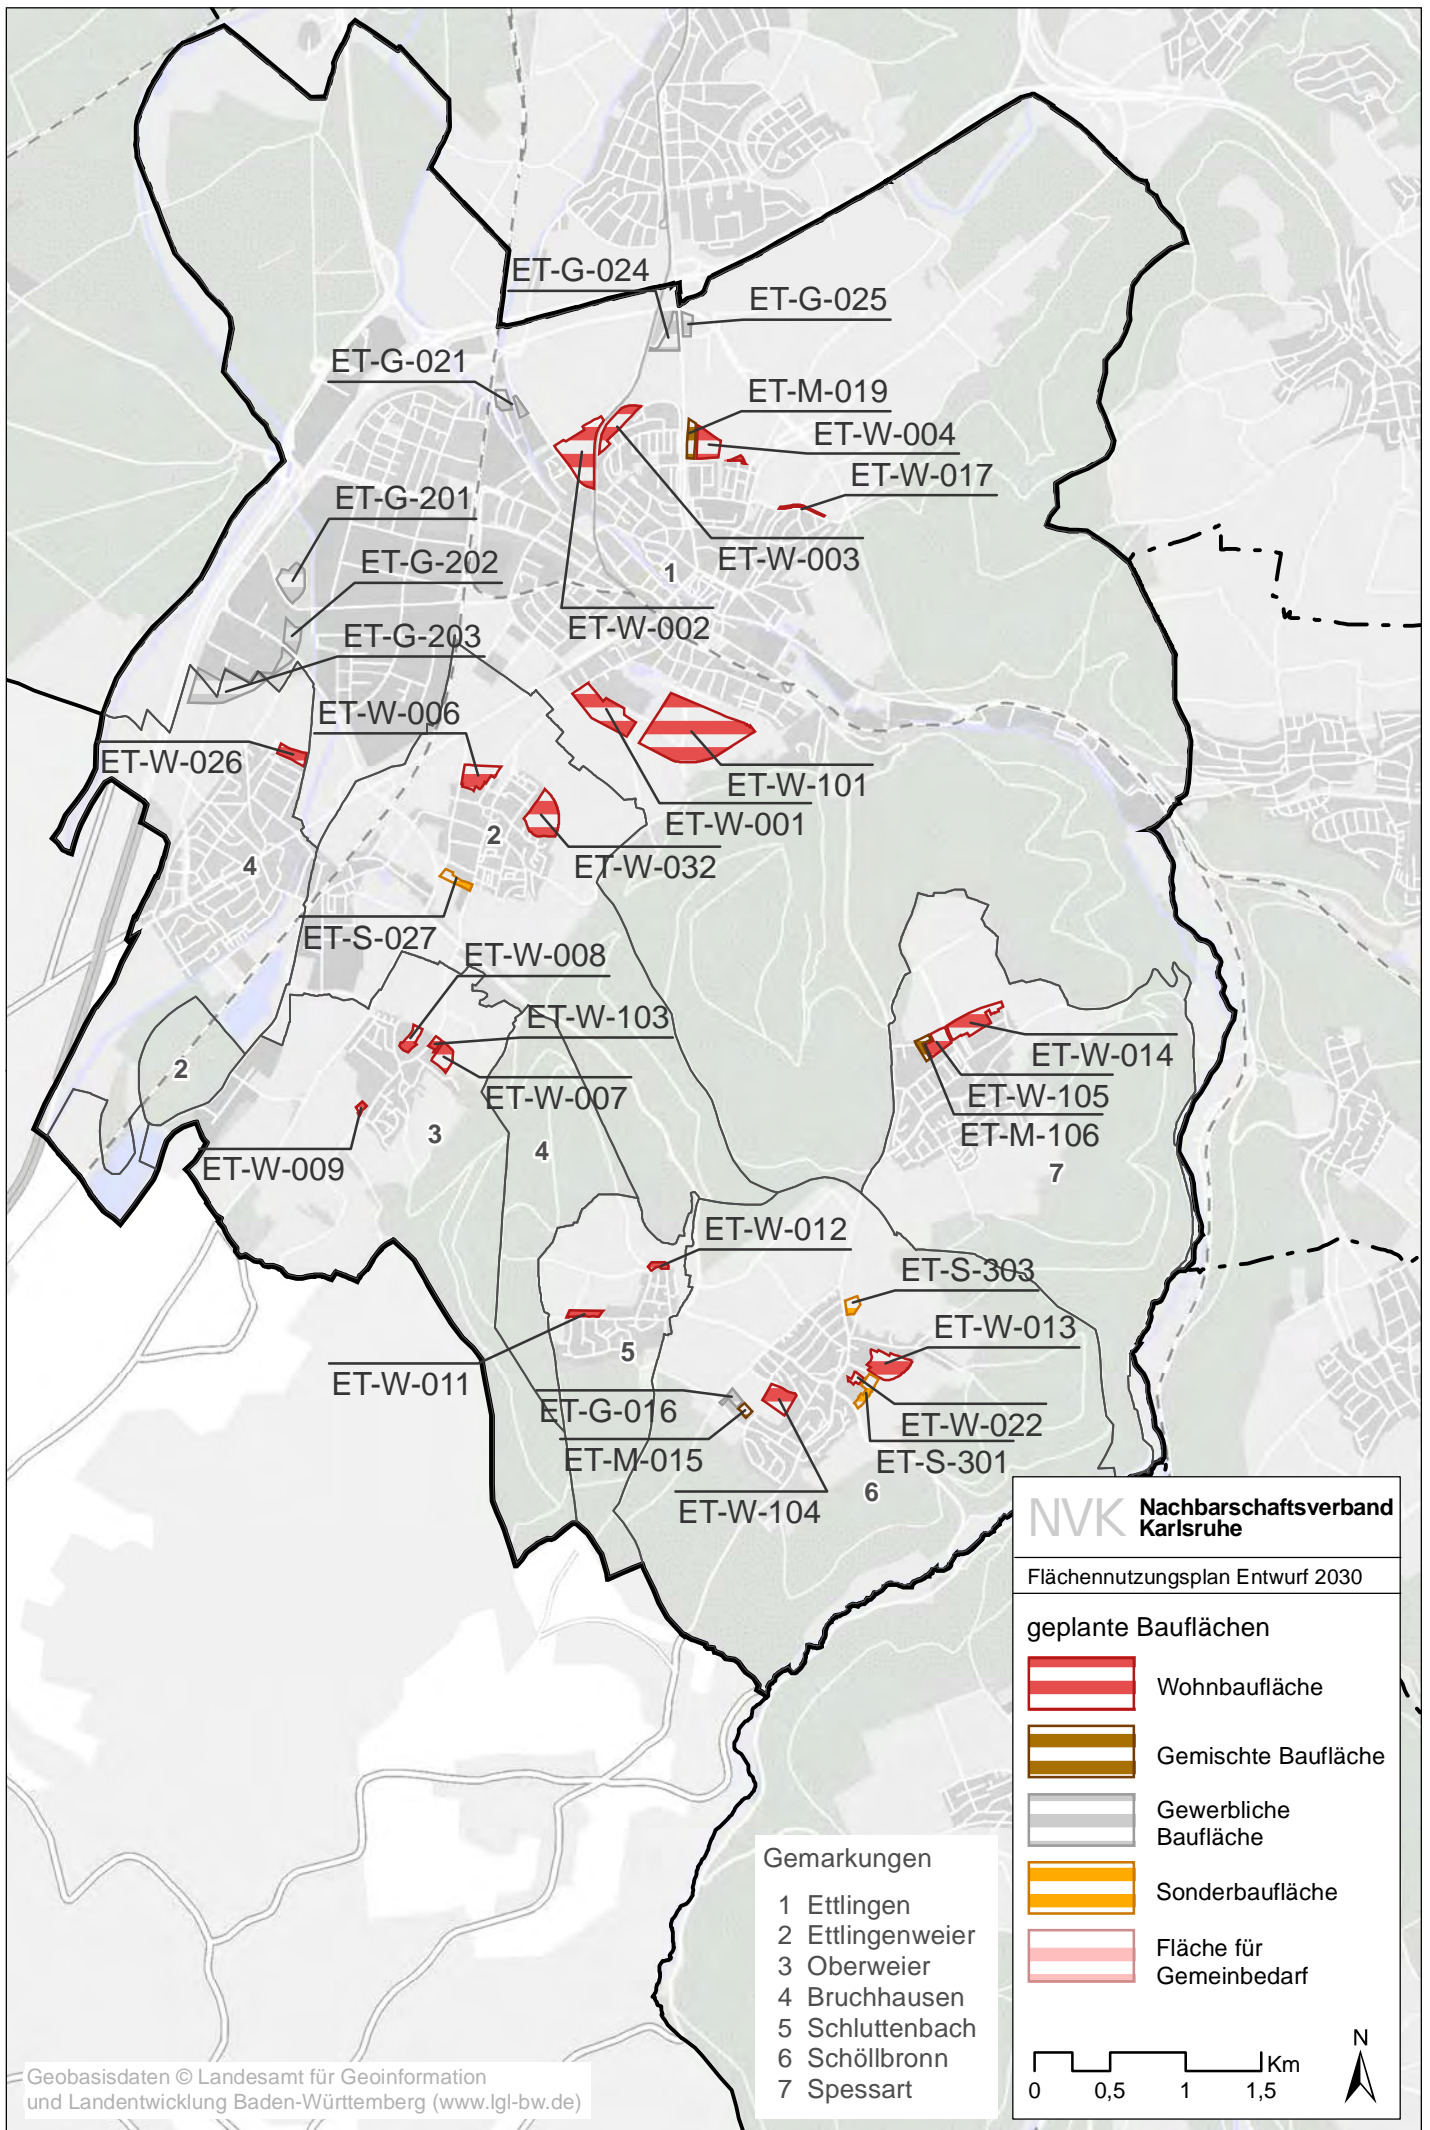 ET-G-024
ET-G-025
ET-G-021
ET-M-019
ET-W-004
ET-W-017
ET-G-201
ET-W-003
ET-G-202
1
ET-W-002
ET-G-203
ET-W-006
ET-W-026
ET-W-101
ET-W-001
2
ET-W-032
4
ET-S-027
ET-W-008
ET-W-103
ET-W-014
2
ET-W-007
ET-W-105
ET-M-106
3
4
ET-W-009
7
ET-W-012
ET-S-303
ET-W-013
5
ET-W-011
ET-G-016
ET-W-022
ET-M-015
ET-S-301
6
ET-W-104
NVK Nachbarschaftsverband
Karlsruhe
Flächennutzungsplan Entwurf 2030
geplante Bauflächen
Wohnbaufläche
Gemischte Baufläche
Gewerbliche
Baufläche
Sonderbaufläche
Fläche für
Gemeinbedarf
N
Km
0 0,5 1 1,5
Gemarkungen
1 Ettlingen
2 Ettlingenweier
3 Oberweier
4 Bruchhausen
5 Schluttenbach
6 Schöllbronn
7 Spessart
Geobasisdaten © Landesamt für Geoinformation
und Landentwicklung Baden-Württemberg (www.lgl-bw.de)